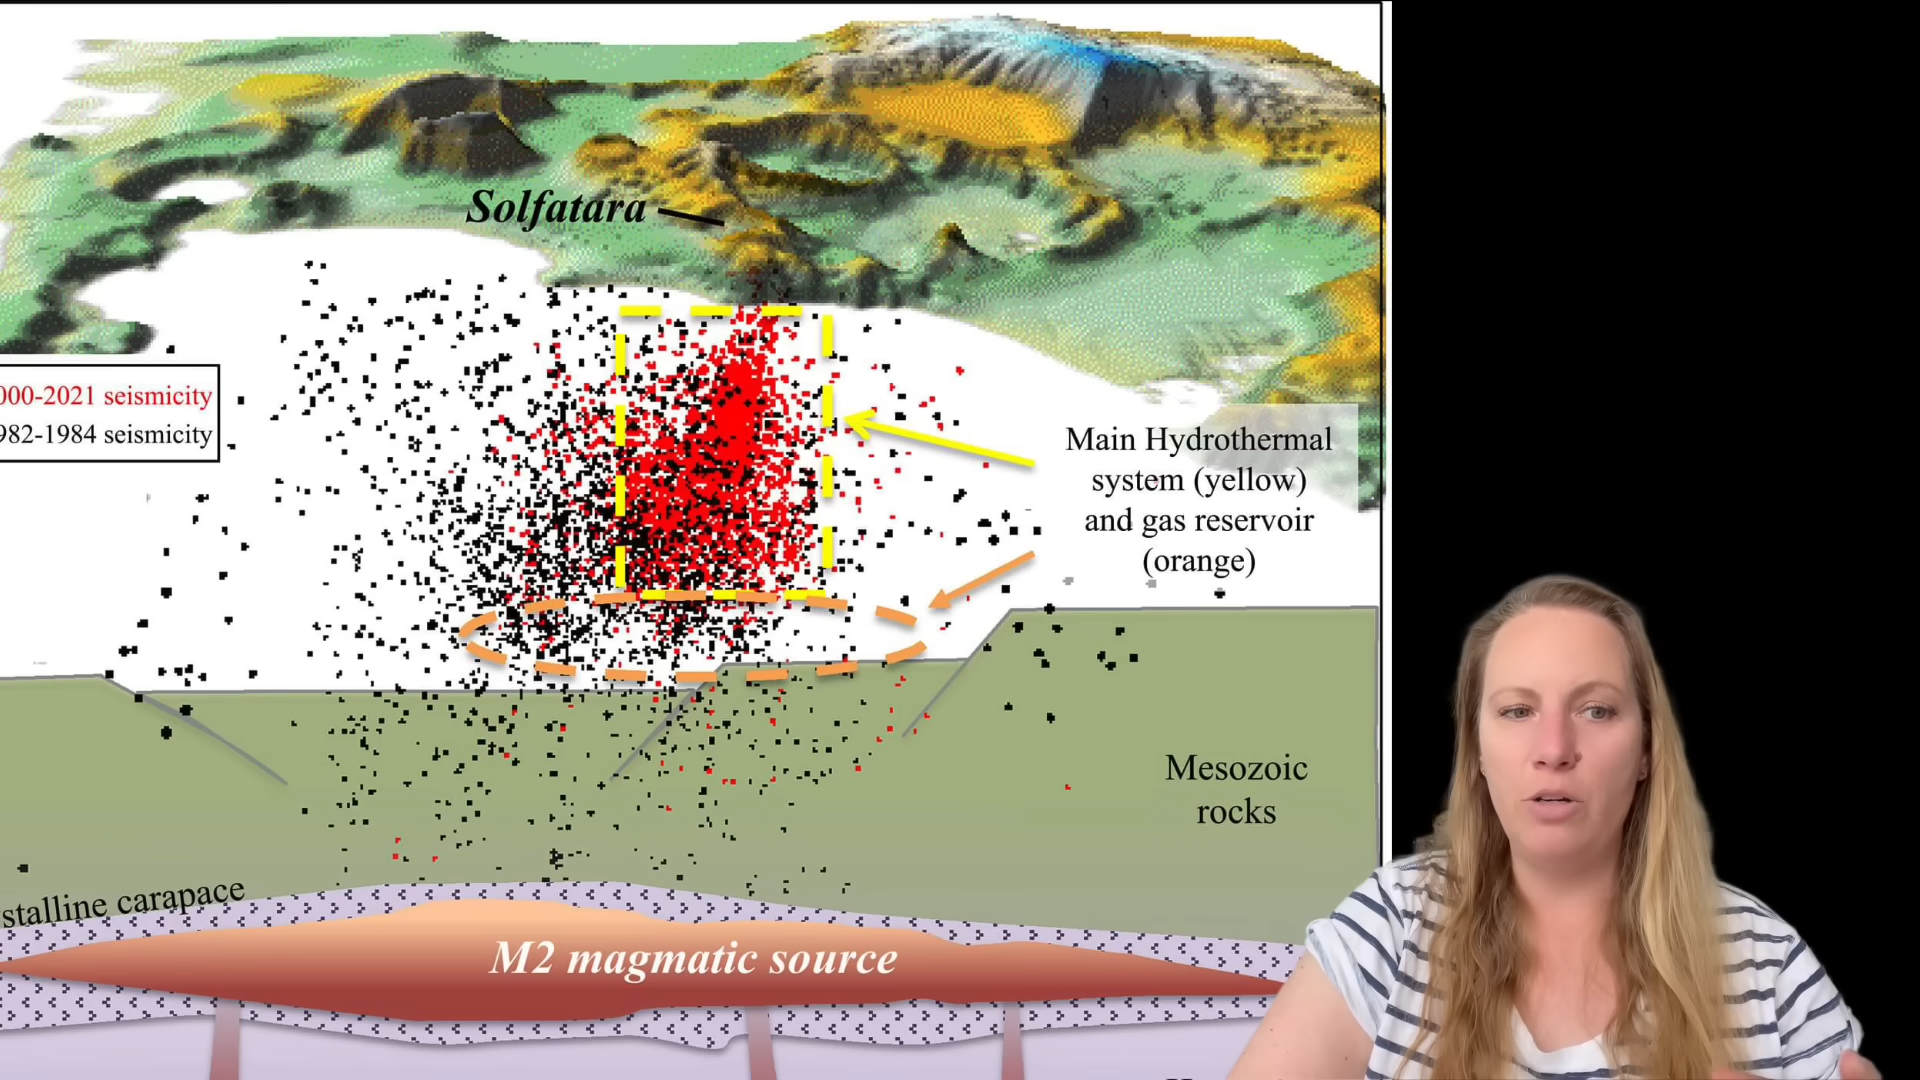 Solfatara
000-2021 seismicity
982-1984 seismicity
Main Hydrothermal
system (yellow)
and gas reservoir
(orange)
Mesozoic
rocks
stalline carapace
M2 magmatic source